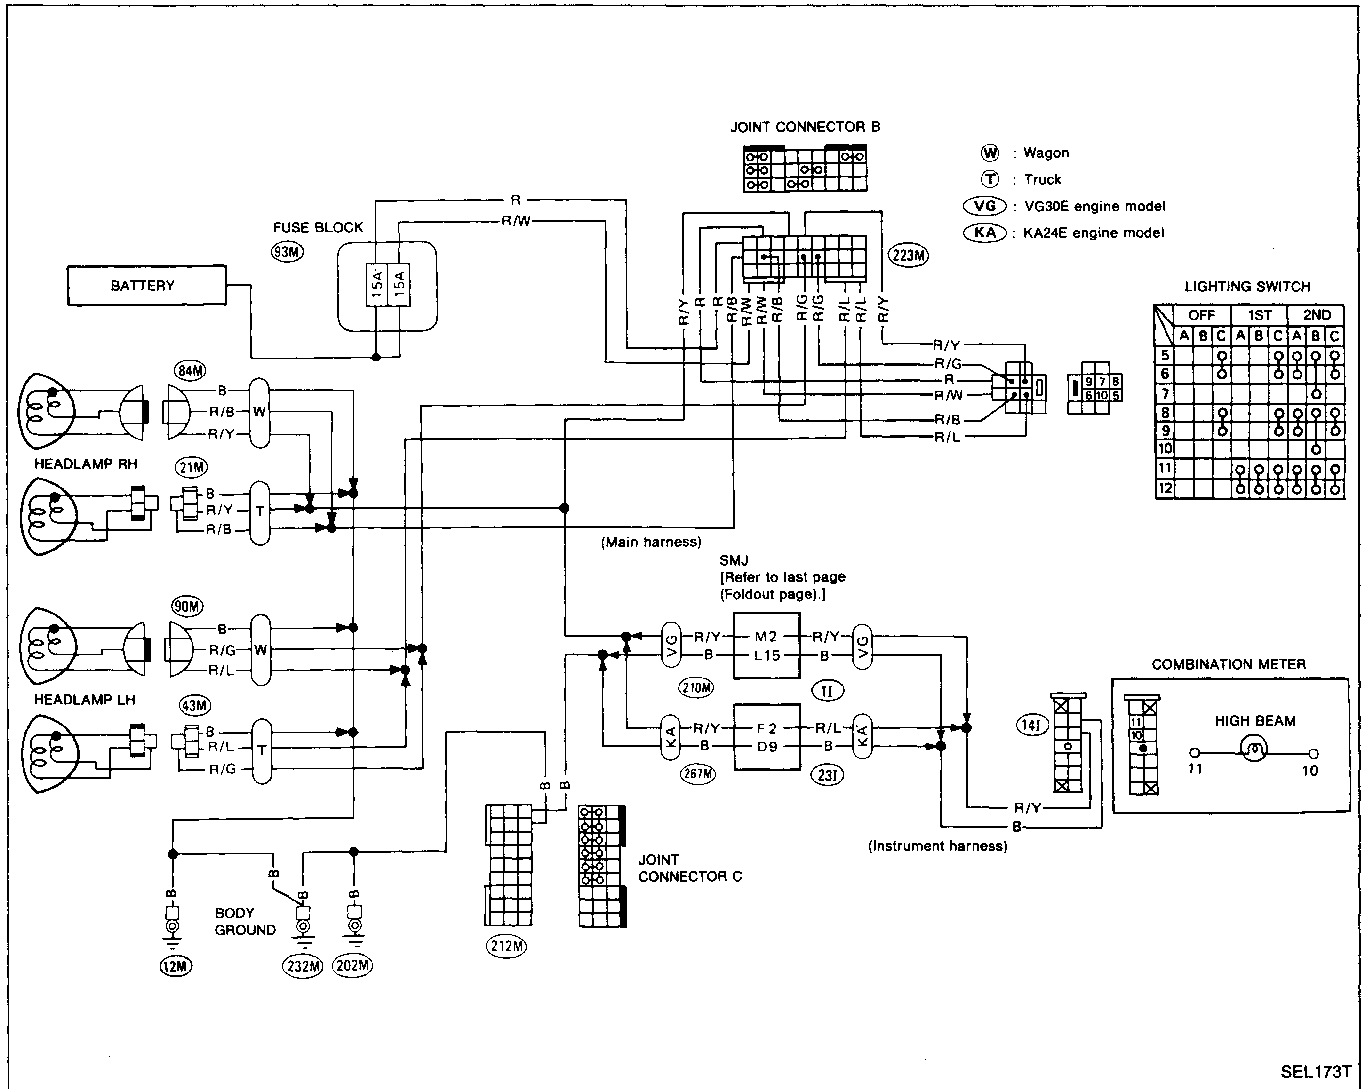 JOINT CONNECTOR B
W : Wagon
T : Truck
VG : VG30E engine model
KA : KA24E engine model
R
R/W
FUSE BLOCK
93M
15A
15A
BATTERY
223M
R/Y
R
R/B
R/W
R/W
R/B
R/G
R/G
R/L
R/L
R/Y
R/Y
R/G
R
R/W
R/B
R/L
9 7 8
6 10 5
LIGHTING SWITCH
OFF 1ST 2ND
A B C A B C A B C
5
6
7
8
9
10
11
12
84M
B
R/B
R/Y
W
HEADLAMP RH
21M
B
R/Y
R/B
T
(Main harness)
SMJ
[Refer to last page
(Foldout page).]
90M
B
R/G
R/L
W
HEADLAMP LH
43M
B
R/L
R/G
T
VG R/Y M2 R/Y VG
B L15 B
210M
1I
KA R/Y F2 R/L KA
B D9 B
267M
23I
COMBINATION METER
14I
11
10
HIGH BEAM
11
10
R/Y
B
(Instrument harness)
B
B
JOINT
CONNECTOR C
212M
B
B
B
B
BODY
GROUND
12M
232M
202M
SEL173T